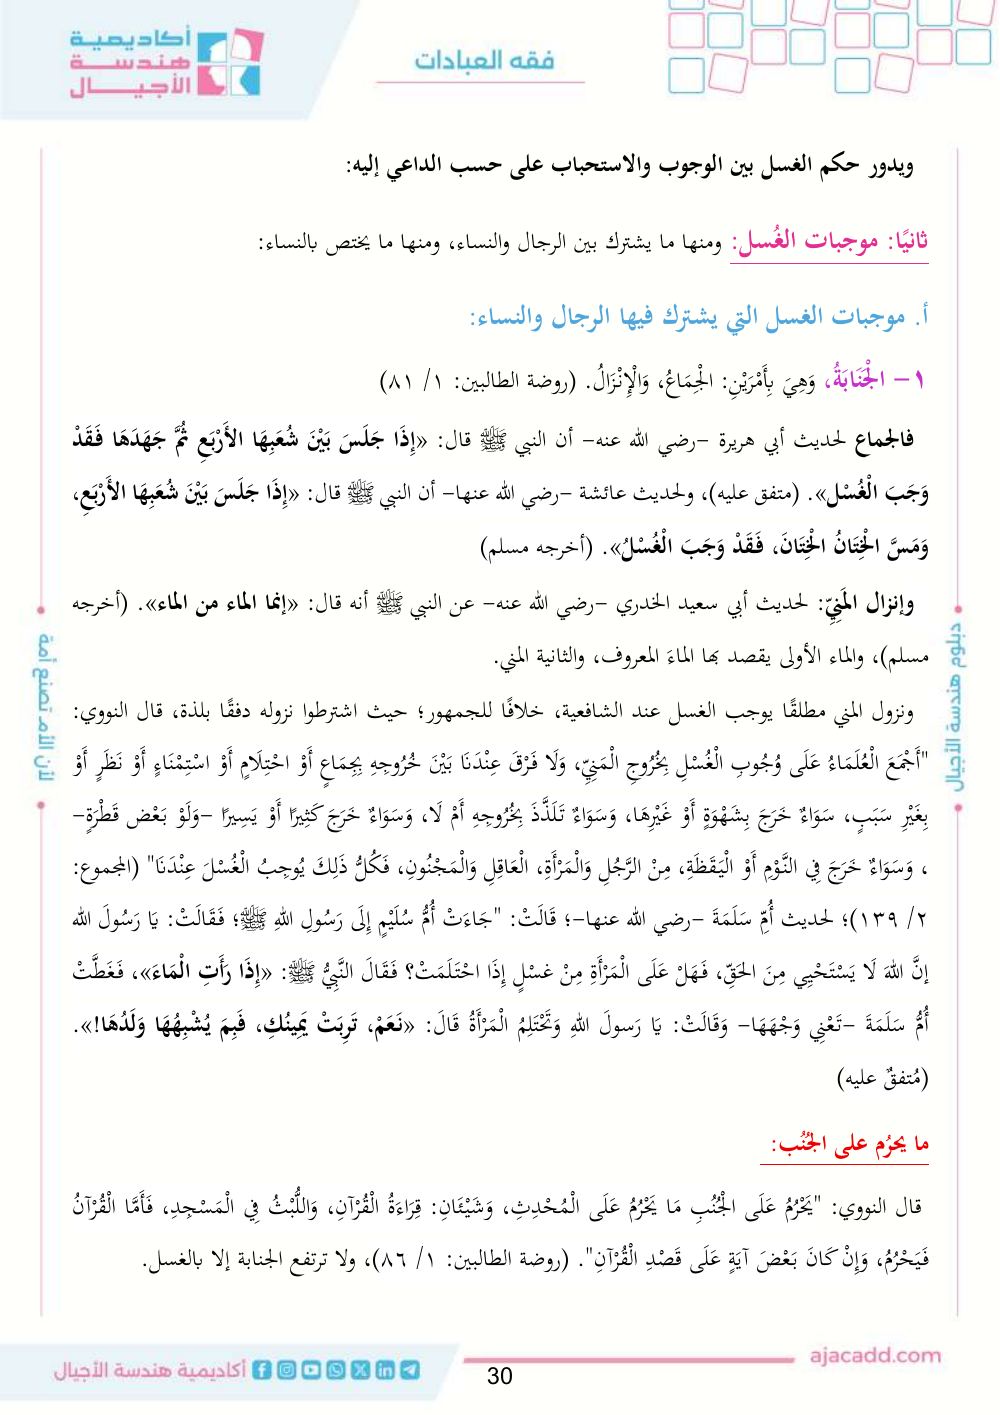 أكاديمية
هندسة
الأجيال
فقه العبادات
ويدور حكم الغسل بين الوجوب والاستحباب على حسب الداعي إليه:
ثانيًا: موجبات الغُسل: ومنها ما يشترك بين الرجال والنساء، ومنها ما يختص بالنساء:
أ. موجبات الغسل التي يشترك فيها الرجال والنساء:
١- الْجَنَابَةُ، وَهِيَ بِأَمْرَيْنِ: الْجِمَاعُ، وَالْإِنْزَالُ. (روضة الطالبين: ١/ ٨١)
فالجماع لحديث أبي هريرة -رضي الله عنه- أن النبي ﷺ قال: «إِذَا جَلَسَ بَيْنَ شُعَبِهَا الأَرْبَعِ ثُمَّ جَهَدَهَا فَقَدْ
وَجَبَ الْغُسْل». (متفق عليه)، ولحديث عائشة -رضي الله عنها- أن النبي ﷺ قال: «إِذَا جَلَسَ بَيْنَ شُعَبِهَا الأَرْبَعِ،
وَمَسَّ الْخِتَانُ الْخِتَانَ، فَقَدْ وَجَبَ الْغُسْلُ». (أخرجه مسلم)
وإنزال المَنِيّ: لحديث أبي سعيد الخدري -رضي الله عنه- عن النبي ﷺ أنه قال: «إنما الماء من الماء». (أخرجه
مسلم)، والماء الأولى يقصد بها الماءَ المعروف، والثانية المني.
ونزول المني مطلقًا يوجب الغسل عند الشافعية، خلافًا للجمهور؛ حيث اشترطوا نزوله دفقًا بلذة، قال النووي:
"أَجْمَعَ الْعُلَمَاءُ عَلَى وُجُوبِ الْغُسْلِ بِخُرُوجِ الْمَنِيِّ، وَلَا فَرْقَ عِنْدَنَا بَيْنَ خُرُوجِهِ بِجِمَاعٍ أَوْ احْتِلَامٍ أَوْ اسْتِمْنَاءٍ أَوْ نَظَرٍ أَوْ
بِغَيْرِ سَبَبٍ، سَوَاءٌ خَرَجَ بِشَهْوَةٍ أَوْ غَيْرِهَا، وَسَوَاءٌ تَلَذَّذَ بِخُرُوجِهِ أَمْ لَا، وَسَوَاءٌ خَرَجَ كَثِيرًا أَوْ يَسِيرًا -وَلَوْ بَعْض قَطْرَةٍ-
، وَسَوَاءٌ خَرَجَ فِي النَّوْمِ أَوْ الْيَقَظَةِ، مِنْ الرَّجُلِ وَالْمَرْأَةِ، الْعَاقِلِ وَالْمَجْنُونِ، فَكُلُّ ذَلِكَ يُوجِبُ الْغُسْلَ عِنْدَنَا" (المجموع:
٢/ ١٣٩)؛ لحديث أُمِّ سَلَمَةَ -رضي الله عنها-؛ قَالَتْ: "جَاءَتْ أُمُّ سُلَيْمٍ إِلَى رَسُولِ اللهِ ﷺ؛ فَقَالَتْ: يَا رَسُولَ الله
إنَّ اللهَ لَا يَسْتَحْيِي مِنَ الحَقِّ، فَهَلْ عَلَى الْمَرْأَةِ مِنْ غسْلٍ إِذَا احْتَلَمَتْ؟ فَقَالَ النَّبِيُّ ﷺ: «إِذَا رَأَتِ الْمَاءَ»، فَغَطَّتْ
أُمُّ سَلَمَةَ -تَعْنِي وَجْهَهَا- وَقَالَتْ: يَا رَسولَ اللهِ وَتَحْتَلِمُ الْمَرْأَةُ قَالَ: «نَعَمْ، تَرِبَتْ يَمِينُكِ، فَبِمَ يُشْبِهُهَا وَلَدُهَا!».
(مُتفقٌ عليه)
ما يحرُم على الجُنُب:
قال النووي: "يَحْرُمُ عَلَى الْجُنُبِ مَا يَحْرُمُ عَلَى الْمُحْدِثِ، وَشَيْئَانِ: قِرَاءَةُ الْقُرْآنِ، وَاللُّبْثُ فِي الْمَسْجِدِ، فَأَمَّا الْقُرْآنُ
فَيَحْرُمُ، وَإِنْ كَانَ بَعْضَ آيَةٍ عَلَى قَصْدِ الْقُرْآنِ". (روضة الطالبين: ١/ ٨٦)، ولا ترتفع الجنابة إلا بالغسل.
دبلوم هندسة الأجيال
لأن الأمـ تصنع أمة
ajacadd.com
30
أكاديمية هندسة الأجيال